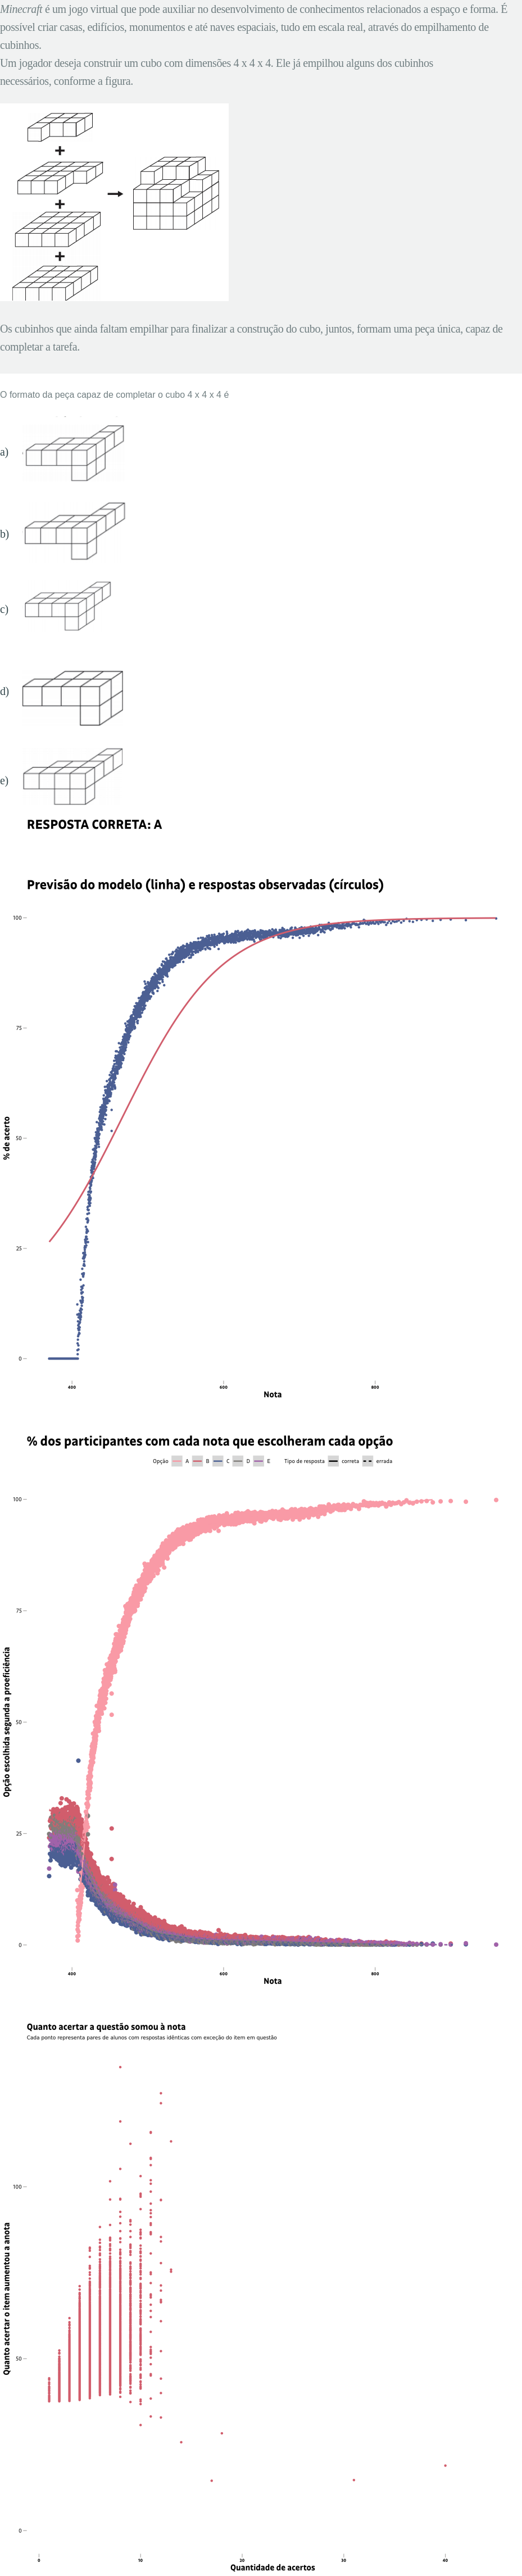 Minecraft é um jogo virtual que pode auxiliar no desenvolvimento de conhecimentos relacionados a espaço e forma. É
possível criar casas, edifícios, monumentos e até naves espaciais, tudo em escala real, através do empilhamento de
cubinhos.
Um jogador deseja construir um cubo com dimensões 4 x 4 x 4. Ele já empilhou alguns dos cubinhos
necessários, conforme a figura.
+
+
+
Os cubinhos que ainda faltam empilhar para finalizar a construção do cubo, juntos, formam uma peça única, capaz de
completar a tarefa.
O formato da peça capaz de completar o cubo 4 x 4 x 4 é
a)
b)
c)
d)
e)
RESPOSTA CORRETA: A
Previsão do modelo (linha) e respostas observadas (círculos)
% de acerto
100
75
50
25
0
400 600 800
Nota
% dos participantes com cada nota que escolheram cada opção
Opção A B C D E Tipo de resposta correta errada
Opção escolhida segunda a proeficiência
100
75
50
25
0
400 600 800
Nota
Quanto acertar a questão somou à nota
Cada ponto representa pares de alunos com respostas idênticas com exceção do item em questão
Quanto acertar o item aumentou a anota
100
50
0
0 10 20 30 40
Quantidade de acertos